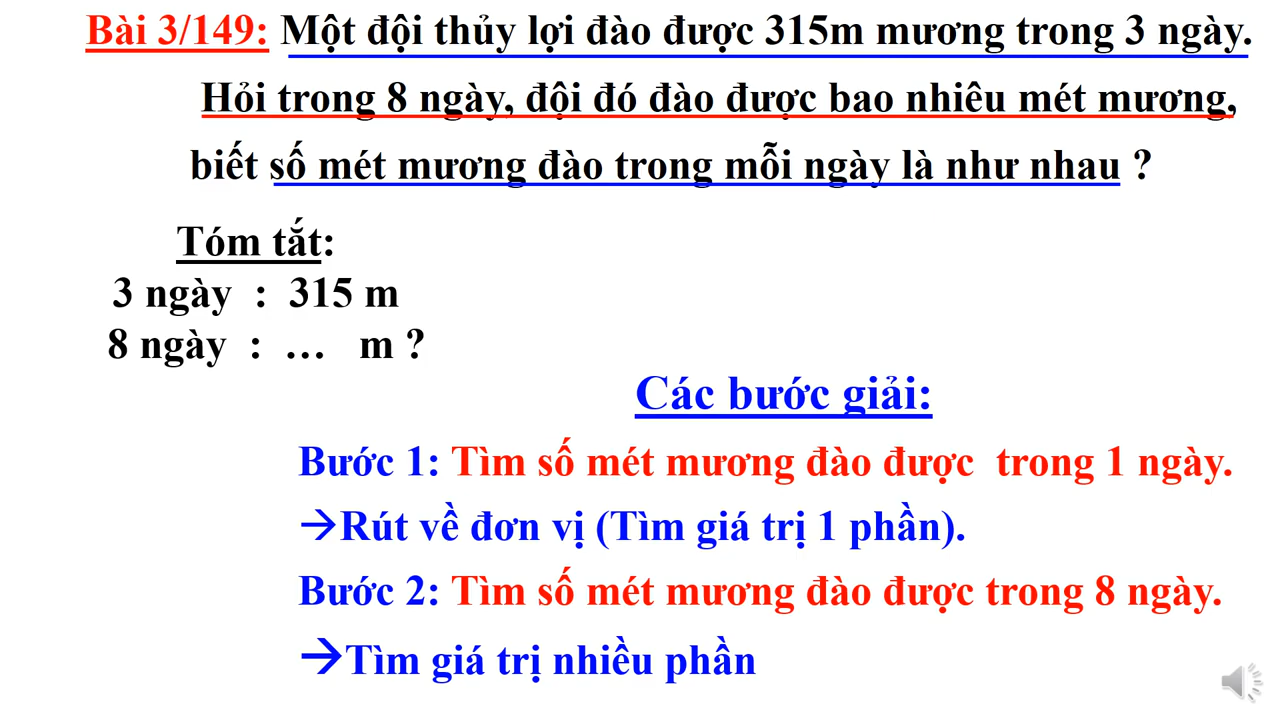 Bài 3/149: Một đội thủy lợi đào được 315m mương trong 3 ngày.
Hỏi trong 8 ngày, đội đó đào được bao nhiêu mét mương,
biết số mét mương đào trong mỗi ngày là như nhau ?
Tóm tắt:
3 ngày : 315 m
8 ngày : … m ?
Các bước giải:
Bước 1: Tìm số mét mương đào được trong 1 ngày.
→Rút về đơn vị (Tìm giá trị 1 phần).
Bước 2: Tìm số mét mương đào được trong 8 ngày.
→Tìm giá trị nhiều phần